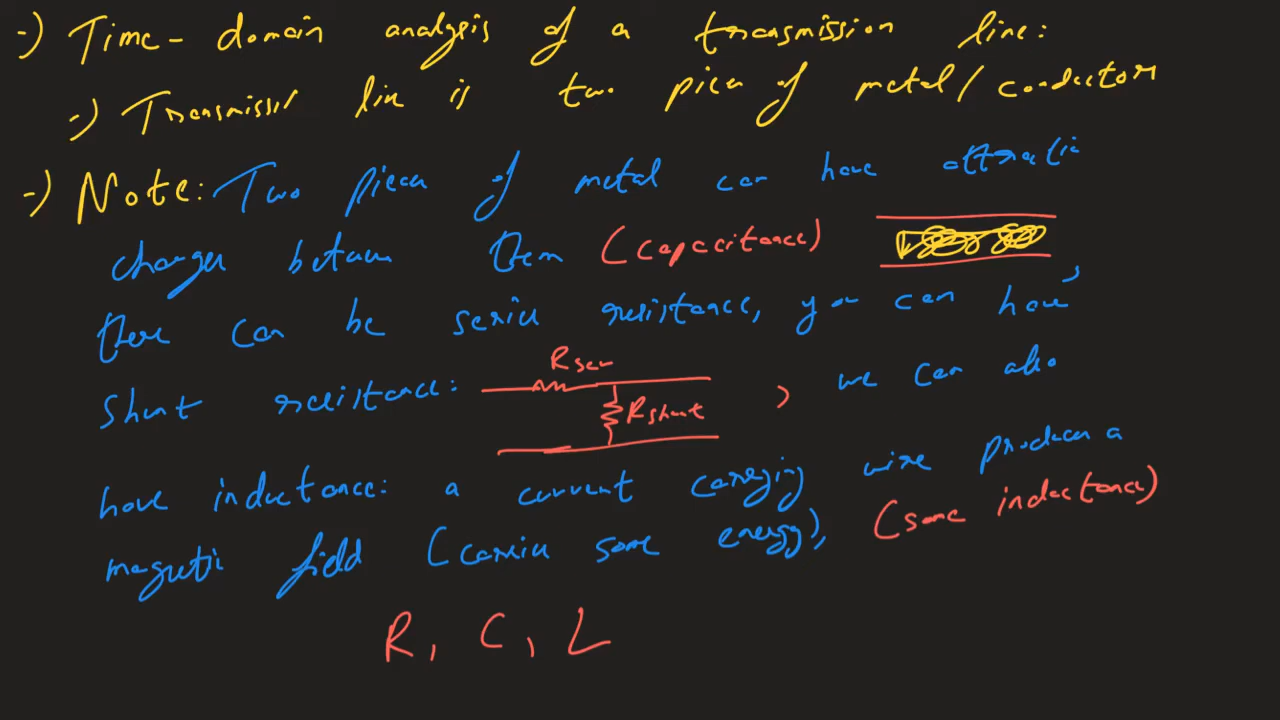 -) Time-domain analysis of a transmission line:
-) Transmissi line is two piece of metal/conductor
-) Note: Two piece of metal can have attractic
charges between them (capacitance)
there can be series resistance, you can have,
Rser
Shunt resistance: Rshunt , we can also
have inductance: a current carrying wire produces a
magnetic field (carries some energy), (some inductance)
R, C, L